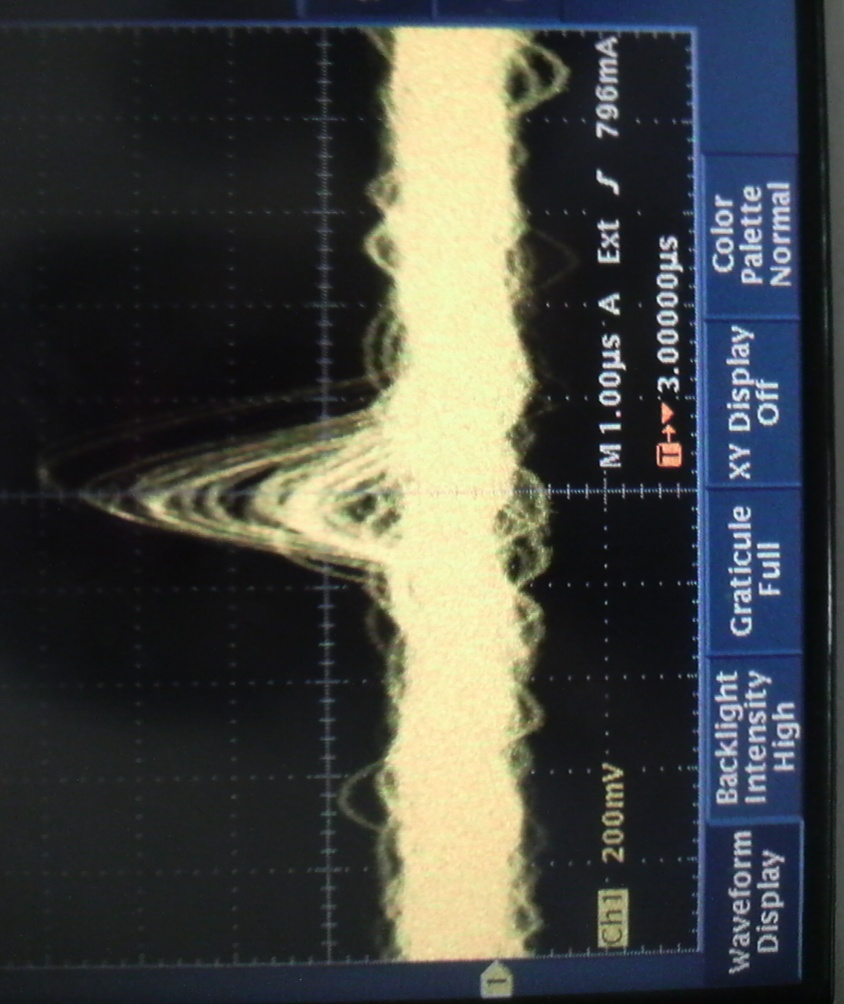 1
Ch1 200mV
M 1.00µs A Ext 796mA
T 3.00000µs
Waveform
Display
Backlight
Intensity
High
Graticule
Full
XY Display
Off
Color
Palette
Normal